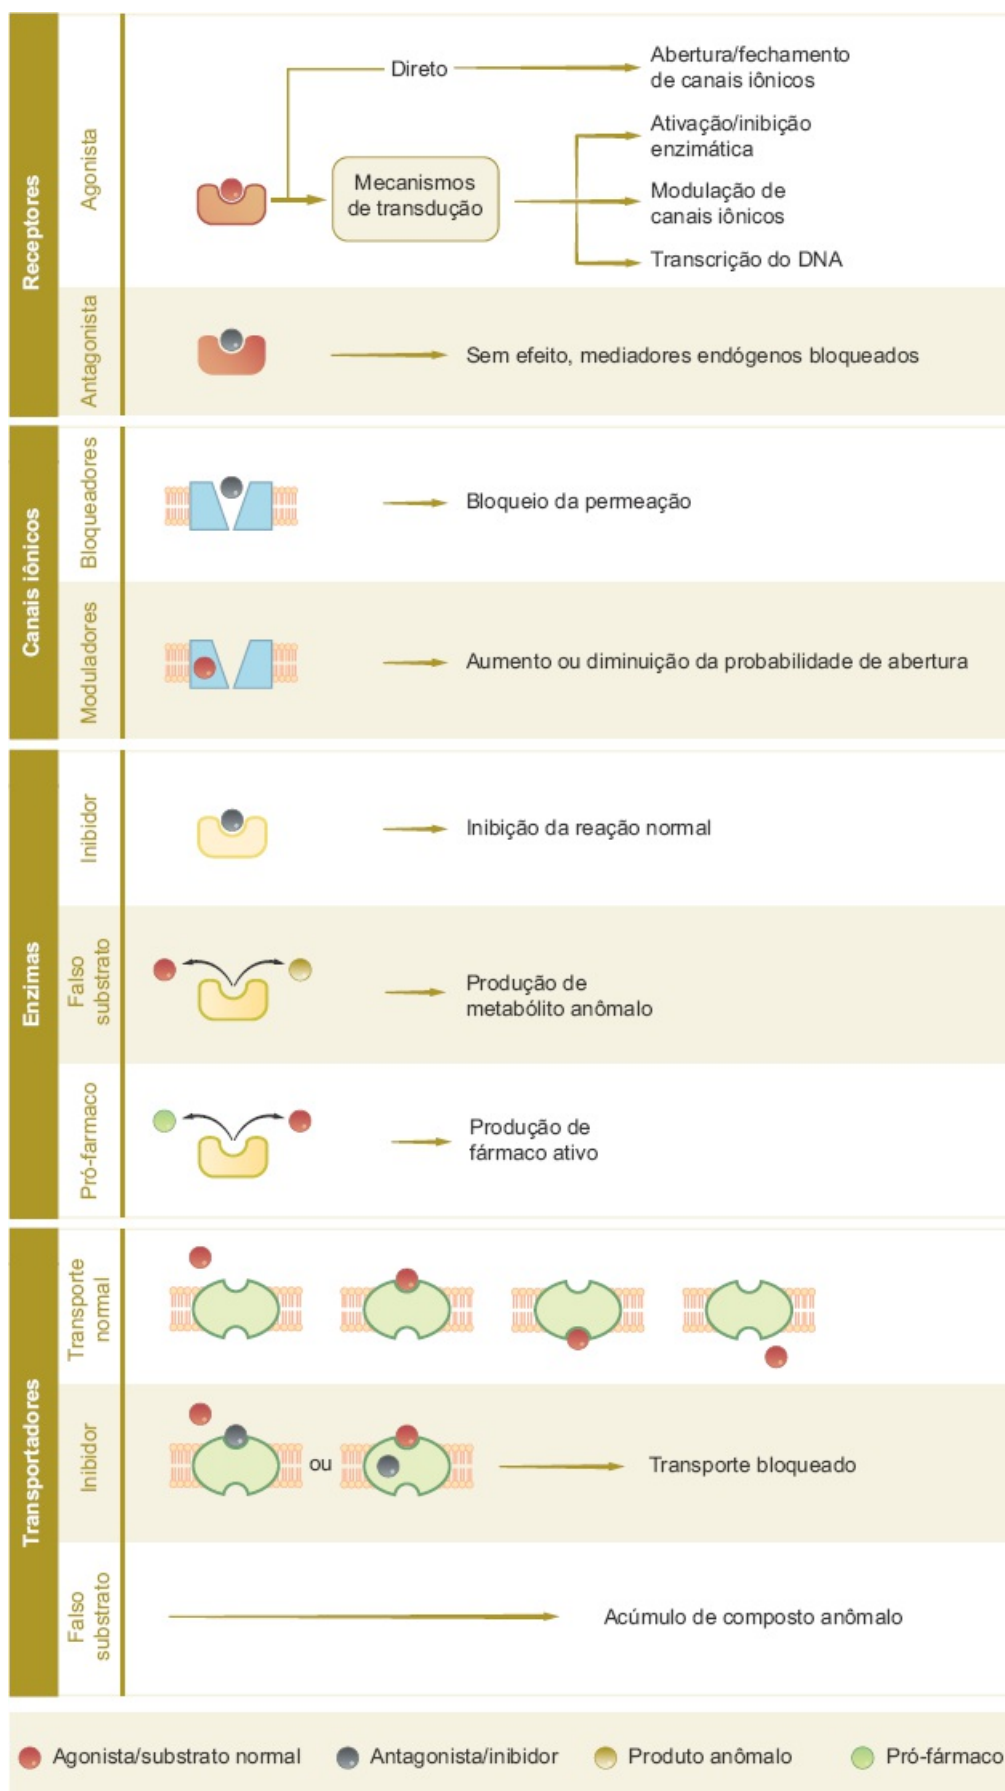 Receptores
Agonista
Direto
Abertura/fechamento
de canais iônicos
Mecanismos
de transdução
Ativação/inibição
enzimática
Modulação de
canais iônicos
Transcrição do DNA
Antagonista
Sem efeito, mediadores endógenos bloqueados
Canais iônicos
Bloqueadores
Bloqueio da permeação
Moduladores
Aumento ou diminuição da probabilidade de abertura
Enzimas
Inibidor
Inibição da reação normal
Falso
substrato
Produção de
metabólito anômalo
Pró-farmaco
Produção de
fármaco ativo
Transportadores
Transporte
normal
Inibidor
ou
Transporte bloqueado
Falso
substrato
Acúmulo de composto anômalo
Agonista/substrato normal
Antagonista/inibidor
Produto anômalo
Pró-fármaco